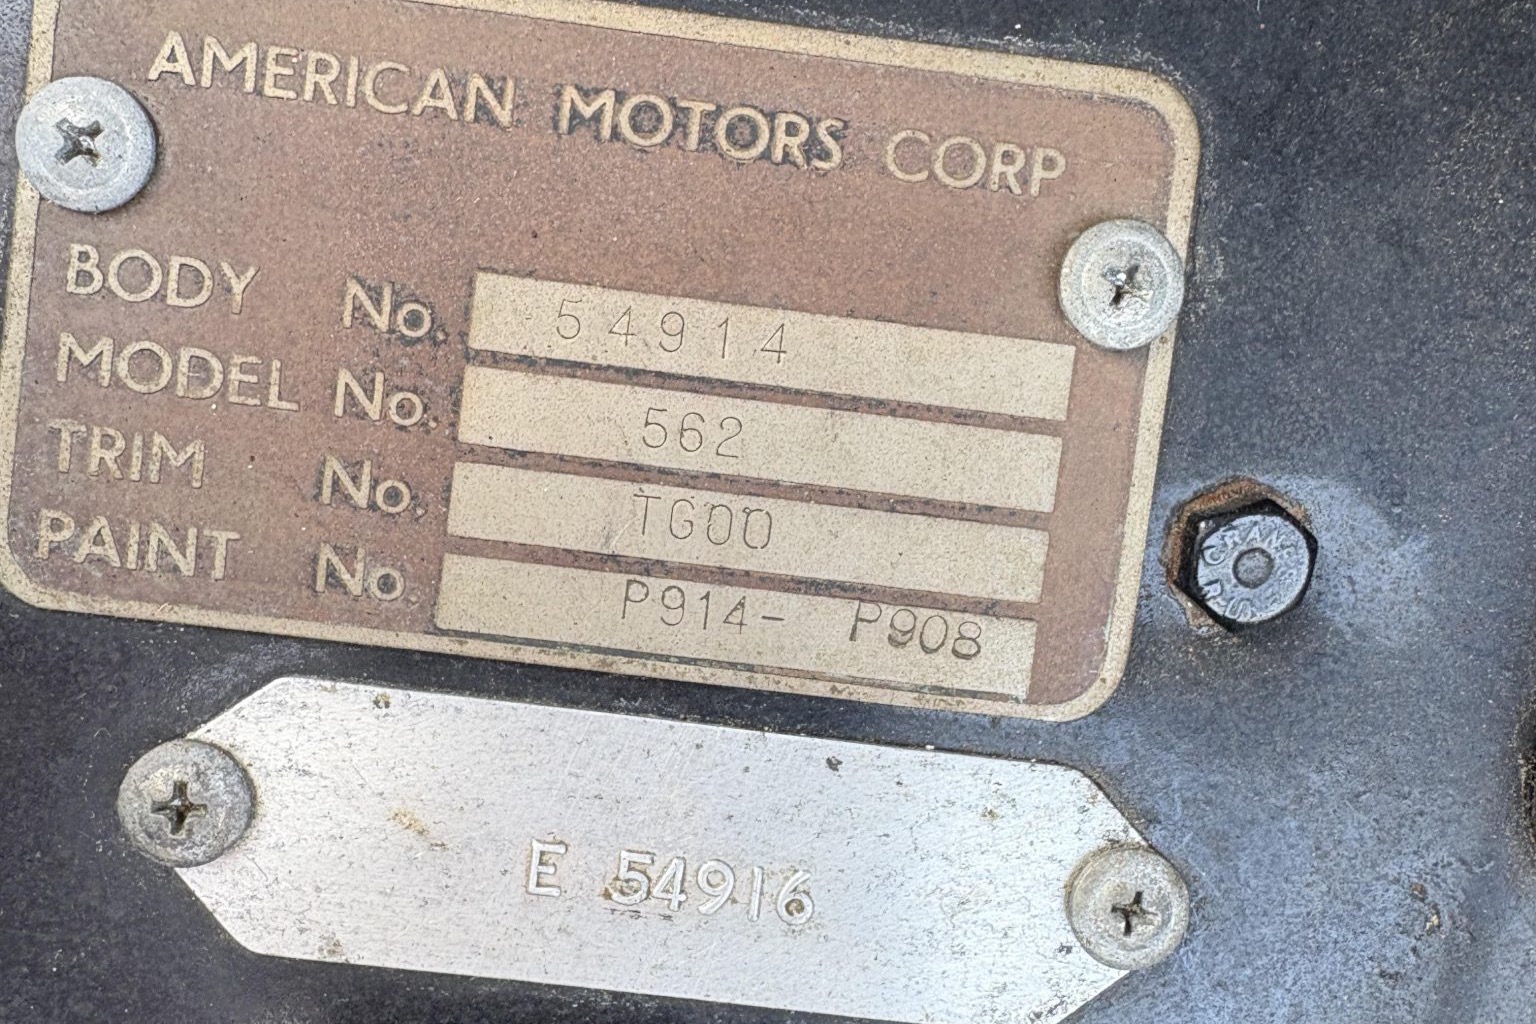 AMERICAN MOTORS CORP
BODY No. 54914
MODEL No. 562
TRIM No. TG00
PAINT No. P914- P908
E 54916